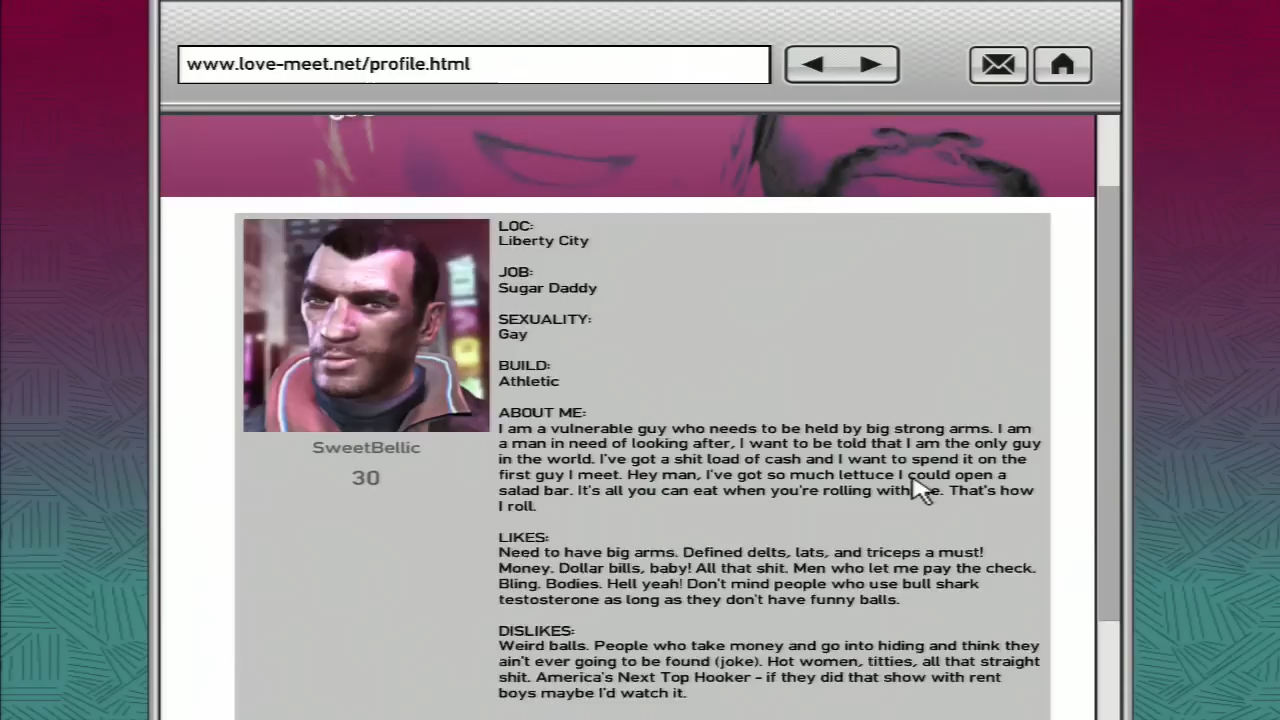 www.love-meet.net/profile.html
LOC:
Liberty City
JOB:
Sugar Daddy
SEXUALITY:
Gay
BUILD:
Athletic
ABOUT ME:
I am a vulnerable guy who needs to be held by big strong arms. I am
a man in need of looking after, I want to be told that I am the only guy
in the world. I've got a shit load of cash and I want to spend it on the
first guy I meet. Hey man, I've got so much lettuce I could open a
salad bar. It's all you can eat when you're rolling with That's how
I roll.
LIKES:
Need to have big arms. Defined delts, lats, and triceps a must!
Money. Dollar bills, baby! All that shit. Men who let me pay the check.
Bling. Bodies. Hell yeah! Don't mind people who use bull shark
testosterone as long as they don't have funny balls.
DISLIKES:
Weird balls. People who take money and go into hiding and think they
ain't ever going to be found (joke). Hot women, titties, all that straight
shit. America's Next Top Hooker - if they did that show with rent
boys maybe I'd watch it.
SweetBellic
30